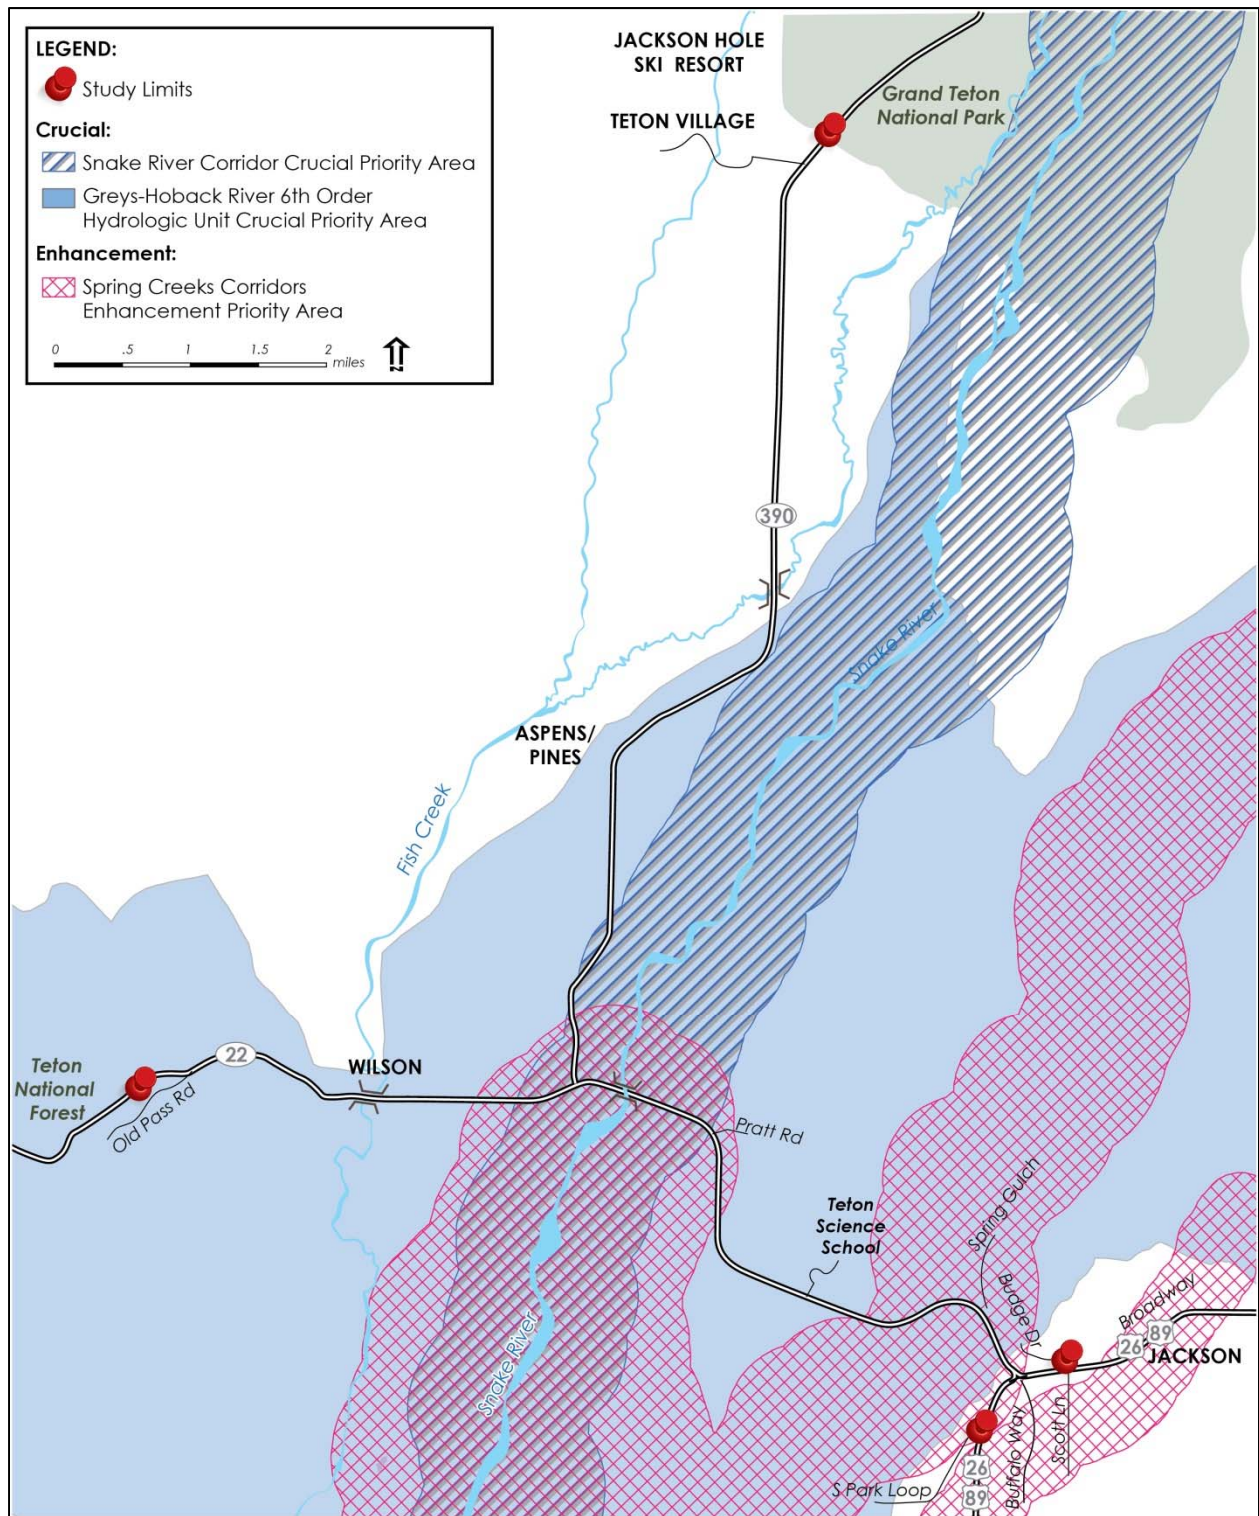 LEGEND:
Study Limits
Crucial:
Snake River Corridor Crucial Priority Area
Greys-Hoback River 6th Order
Hydrologic Unit Crucial Priority Area
Enhancement:
Spring Creeks Corridors
Enhancement Priority Area
0 .5 1 1.5 2
miles
N
JACKSON HOLE
SKI RESORT
TETON VILLAGE
Grand Teton
National Park
390
Snake River
ASPENS/
PINES
Fish Creek
Teton
National
Forest
22
Old Pass Rd
WILSON
Pratt Rd
Teton
Science
School
Spring Gulch
Budge Dr
Broadway
26
89
JACKSON
Snake River
S Park Loop
26
89
Buffalo Way
Scott Ln